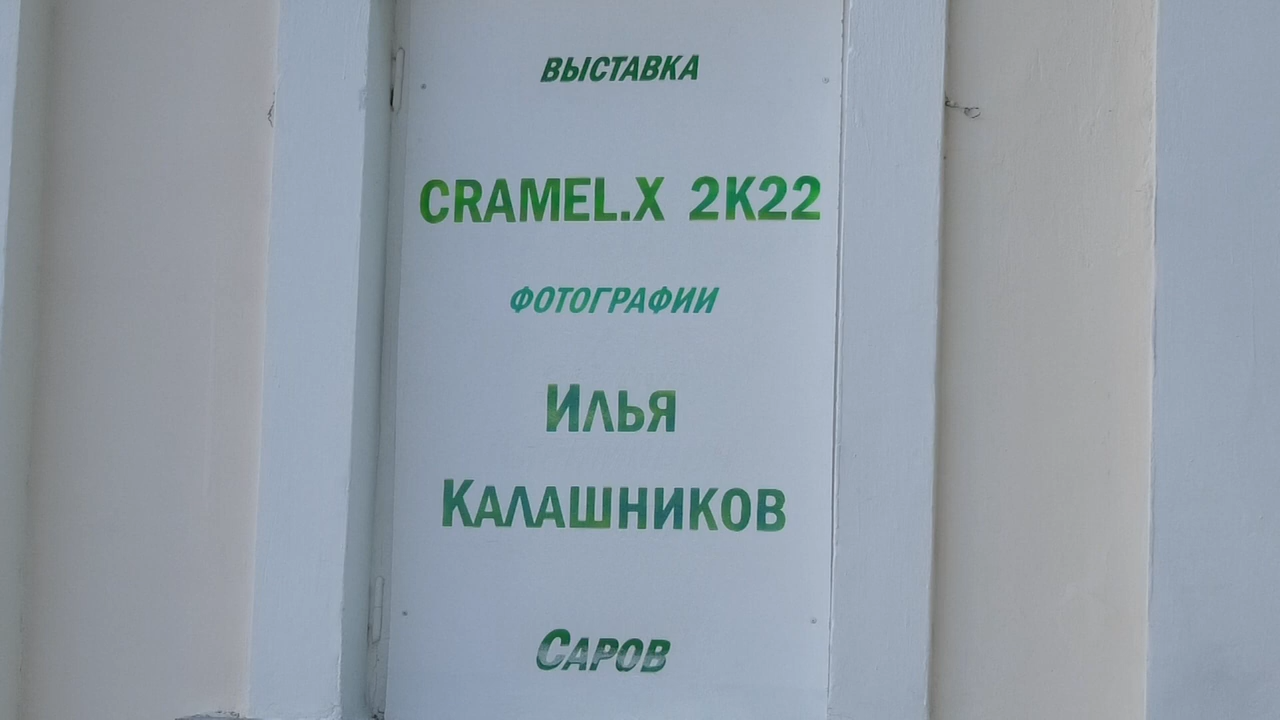 ВЫСТАВКА
CRAMEL.X 2K22
ФОТОГРАФИИ
ИЛЬЯ
КАЛАШНИКОВ
САРОВ